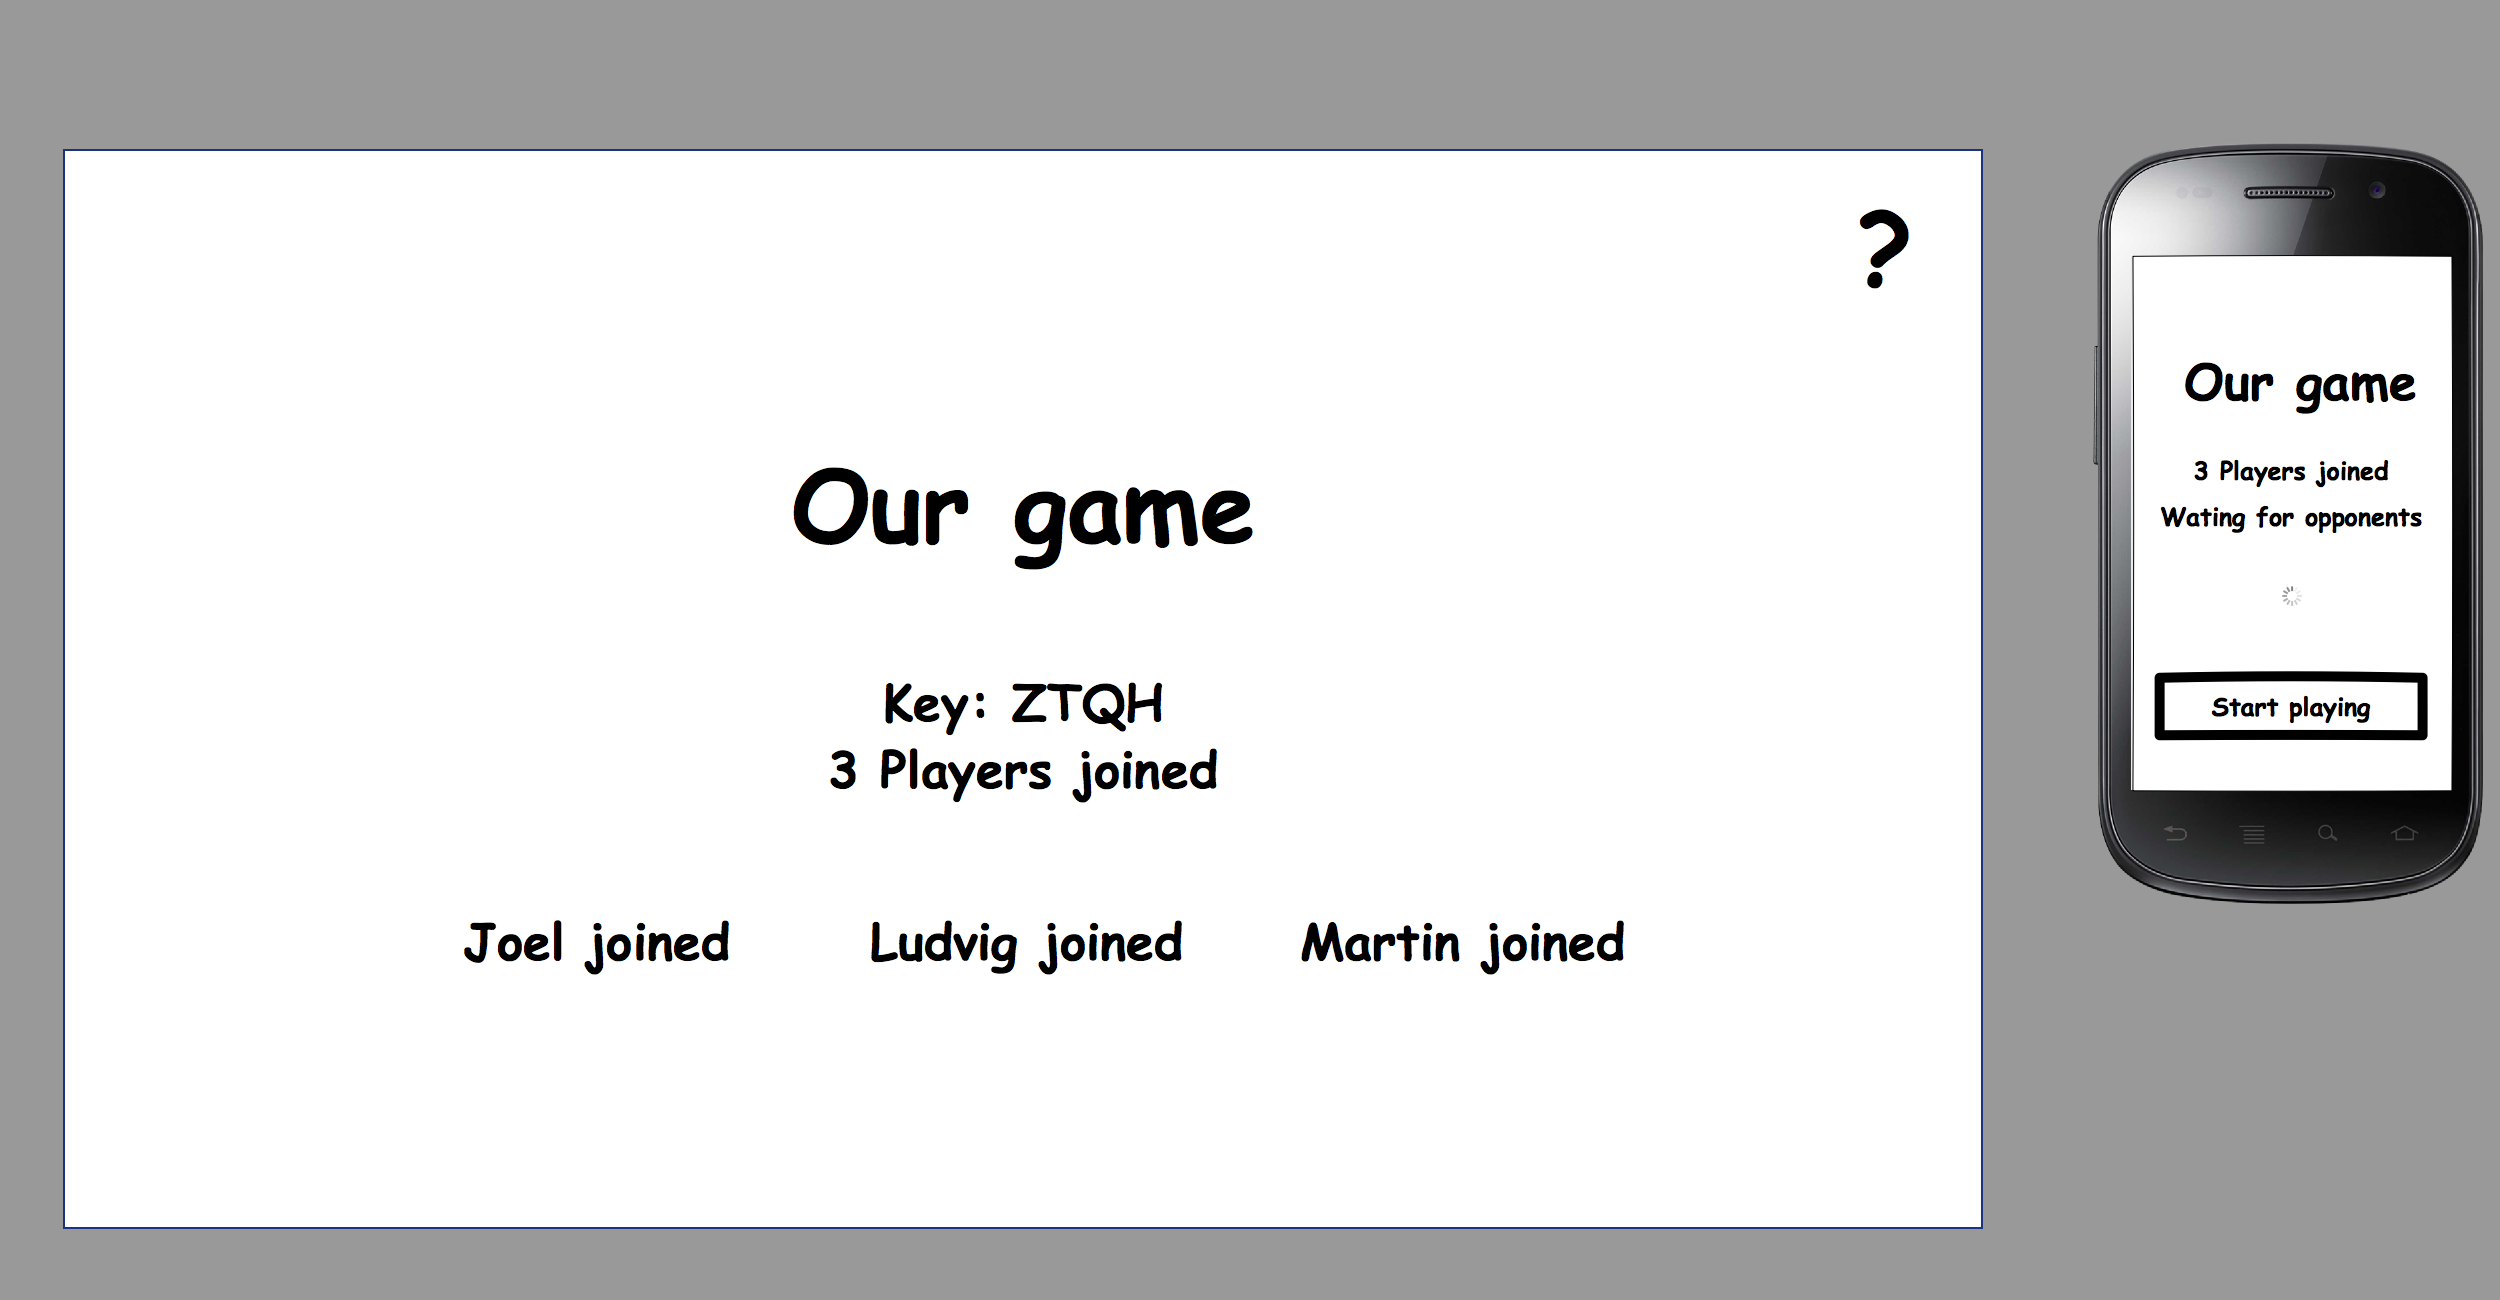 ?
Our game
Key: ZTQH
3 Players joined
Joel joined Ludvig joined Martin joined
Our game
3 Players joined
Wating for opponents
Start playing